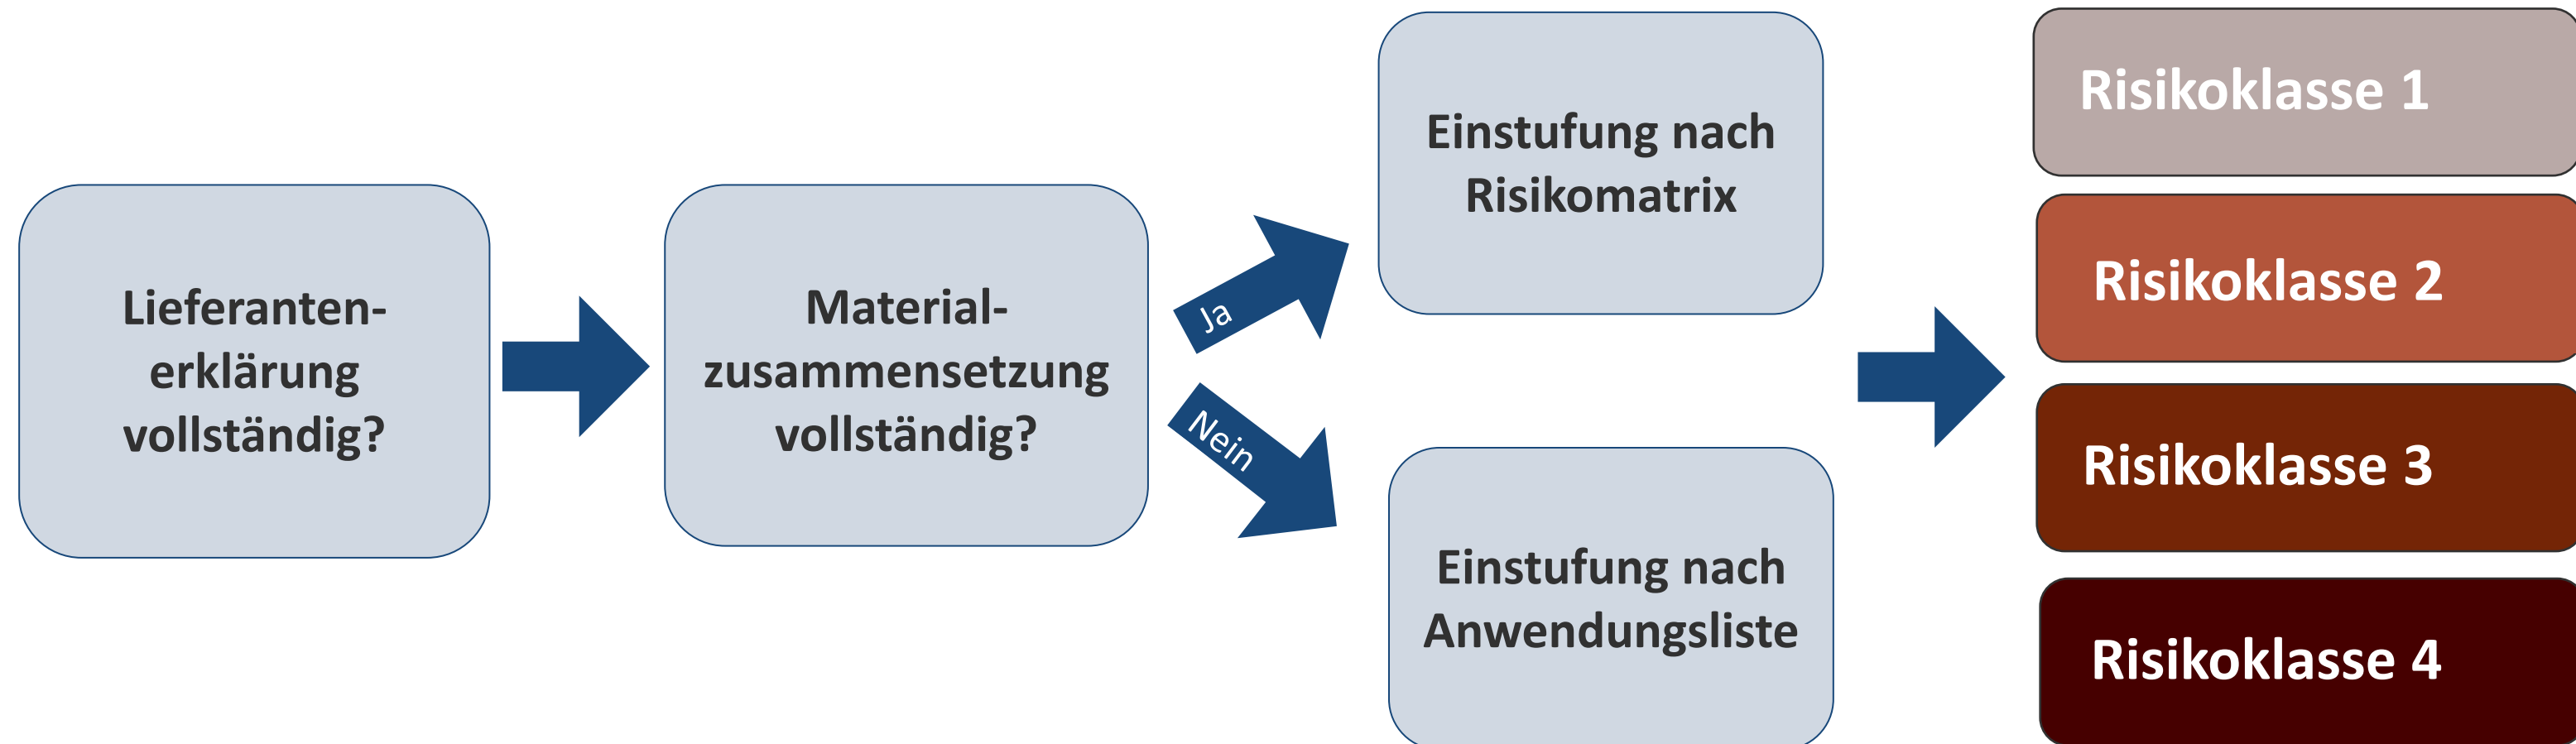 Lieferanten-
erklärung
vollständig?
Material-
zusammensetzung
vollständig?
Ja
Nein
Einstufung nach
Risikomatrix
Einstufung nach
Anwendungsliste
Risikoklasse 1
Risikoklasse 2
Risikoklasse 3
Risikoklasse 4